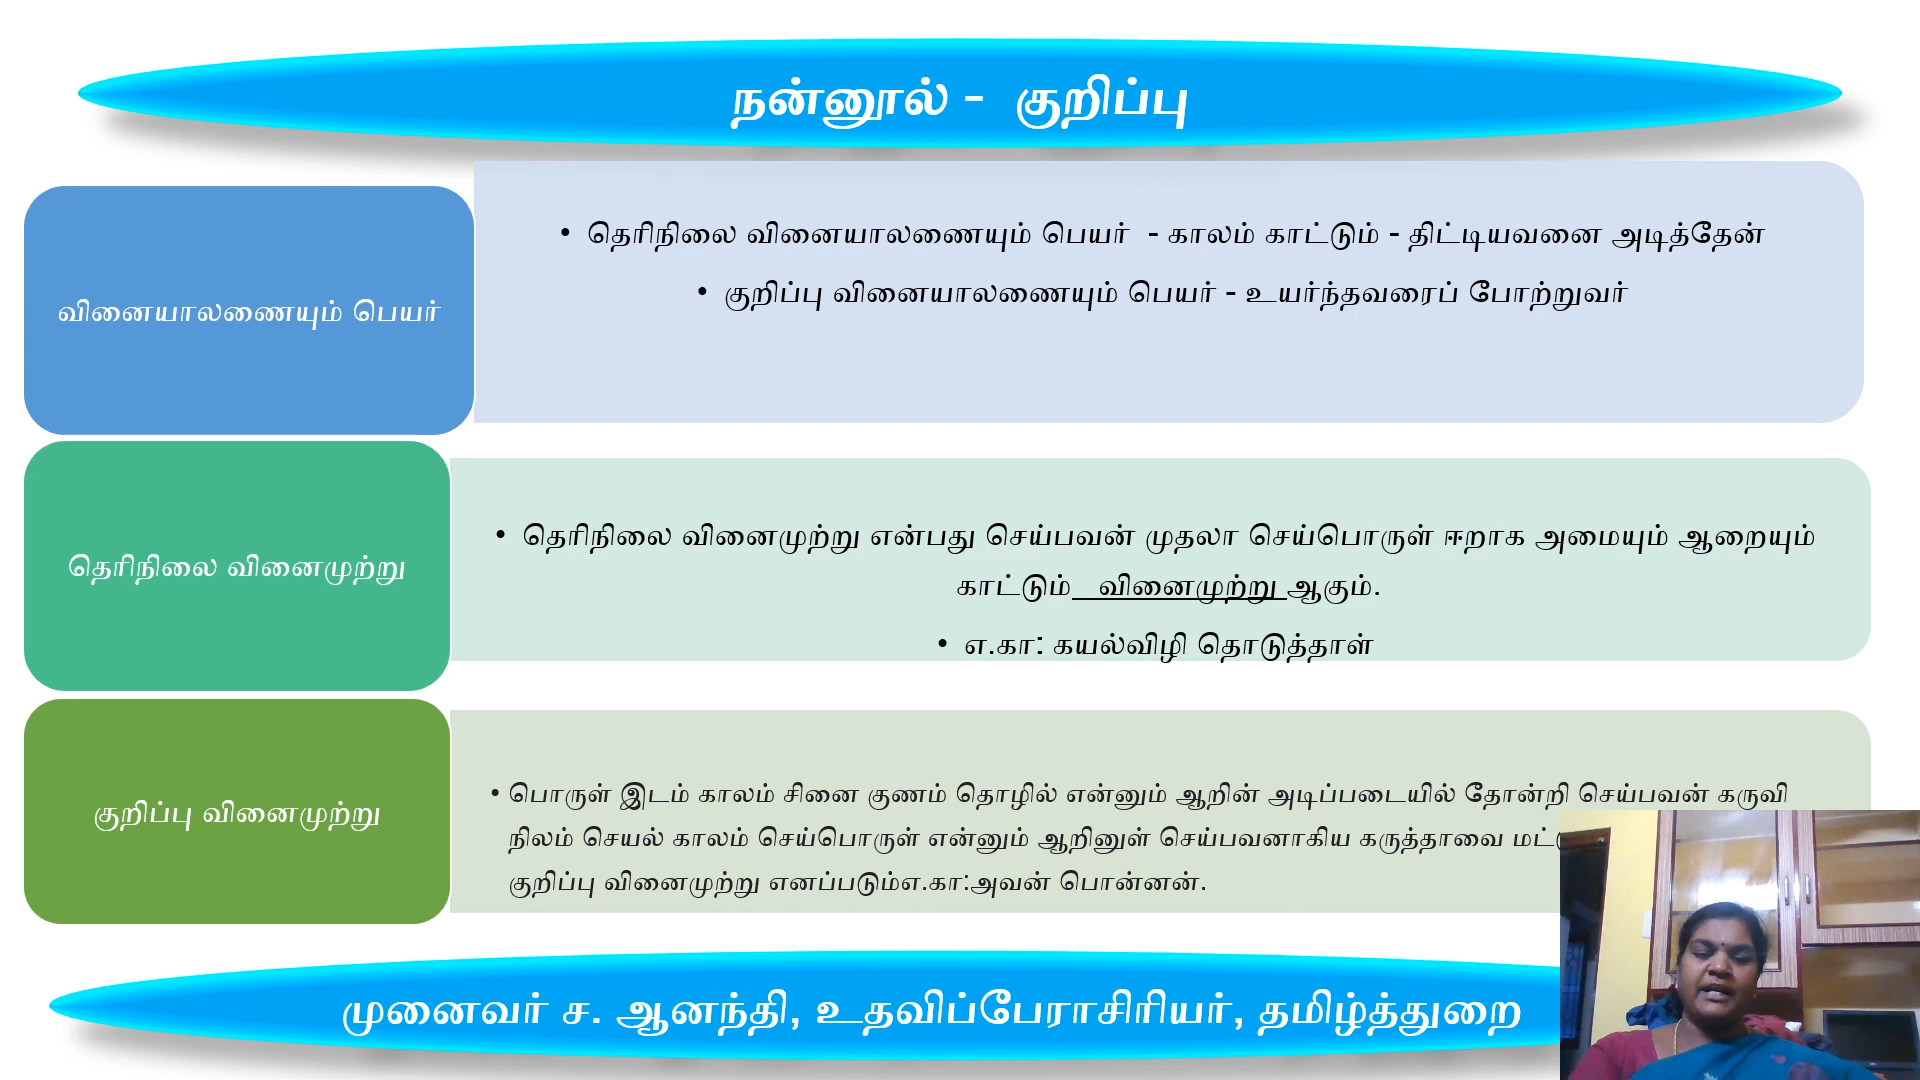 நன்னூல் - குறிப்பு
வினையாலணையும் பெயர்
• தெரிநிலை வினையாலணையும் பெயர் - காலம் காட்டும் - திட்டியவனை அடித்தேன்
• குறிப்பு வினையாலணையும் பெயர் - உயர்ந்தவரைப் போற்றுவர்
தெரிநிலை வினைமுற்று
• தெரிநிலை வினைமுற்று என்பது செய்பவன் முதலா செய்பொருள் ஈறாக அமையும் ஆறையும்
காட்டும் வினைமுற்று ஆகும்.
• எ.கா: கயல்விழி தொடுத்தாள்
குறிப்பு வினைமுற்று
• பொருள் இடம் காலம் சினை குணம் தொழில் என்னும் ஆறின் அடிப்படையில் தோன்றி செய்பவன் கருவி
நிலம் செயல் காலம் செய்பொருள் என்னும் ஆறினுள் செய்பவனாகிய கருத்தாவை
குறிப்பு வினைமுற்று எனப்படும்எ.கா:அவன் பொன்னன்.
முனைவர் ச. ஆனந்தி, உதவிப்பேராசிரியர், தமிழ்த்துறை